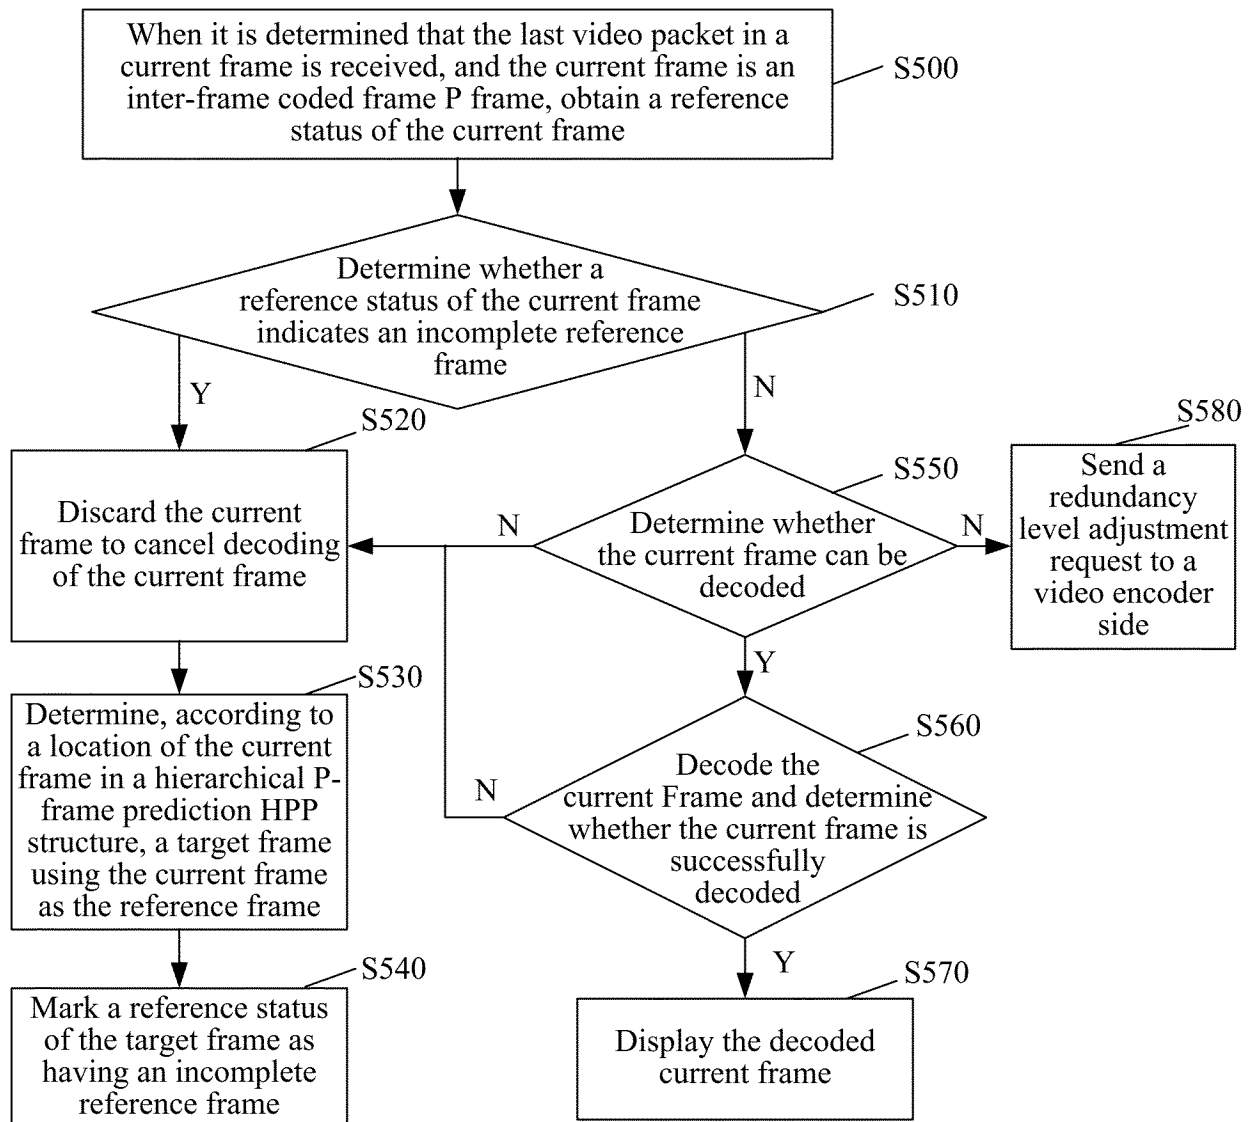 When it is determined that the last video packet in a
current frame is received, and the current frame is an
inter-frame coded frame P frame, obtain a reference
status of the current frame
S500
Determine whether a
reference status of the current frame
indicates an incomplete reference
frame
S510
Y
N
S520
Discard the current
frame to cancel decoding
of the current frame
S550
Determine whether
the current frame can be
decoded
N
N
S580
Send a
redundancy
level adjustment
request to a
video encoder
side
Y
S530
Determine, according to
a location of the current
frame in a hierarchical P-
frame prediction HPP
structure, a target frame
using the current frame
as the reference frame
S560
Decode the
current Frame and determine
whether the current frame is
successfully
decoded
N
Y
S540
Mark a reference status
of the target frame as
having an incomplete
reference frame
S570
Display the decoded
current frame